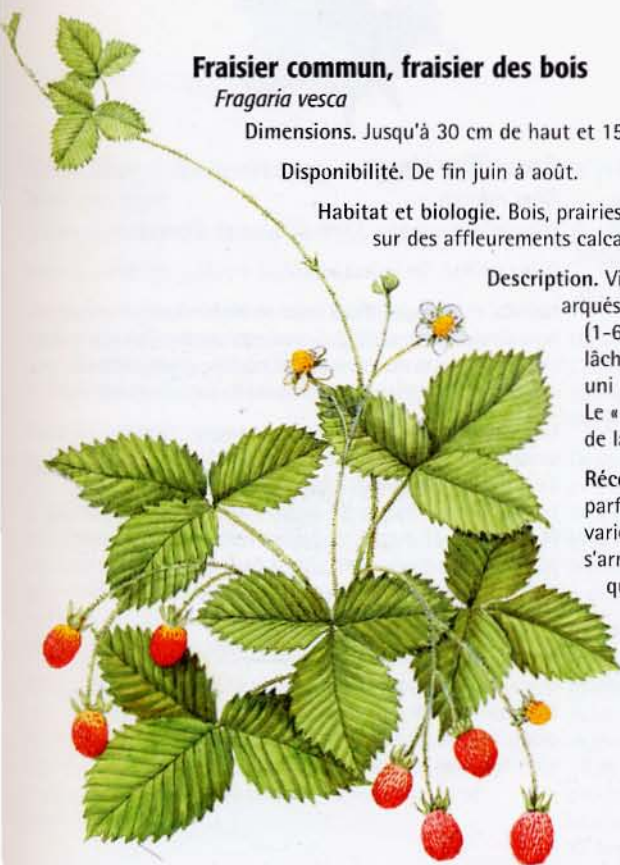 Fraisier commun, fraisier des bois
Fragaria vesca
Dimensions. Jusqu'à 30 cm de haut et 15
Disponibilité. De fin juin à août.
Habitat et biologie. Bois, prairies
sur des affleurements calca
Description. Vi
arqués
(1-6
lâch
uni
Le «
de la
Réco
parf
vari
s'arr
qu